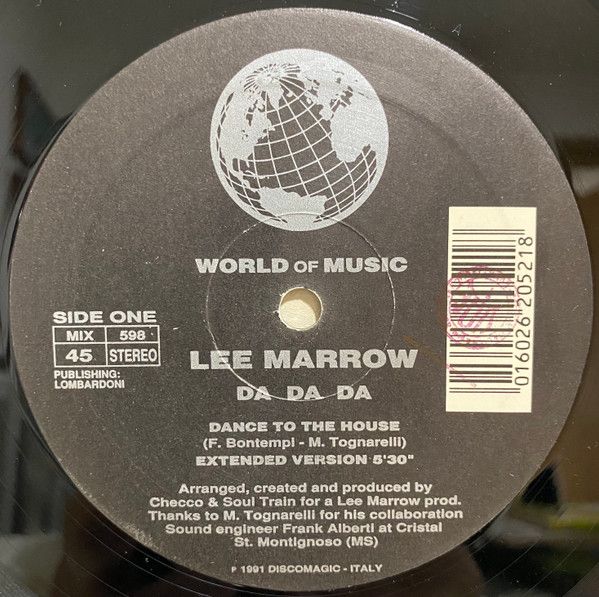 WORLD OF MUSIC
SIDE ONE
MIX 598
45 STEREO
PUBLISHING:
LOMBARDONI
016026 205218
LEE MARROW
DA DA DA
DANCE TO THE HOUSE
(F. Bontempi - M. Tognarelli)
EXTENDED VERSION 5'30"
Arranged, created and produced by
Checco & Soul Train for a Lee Marrow prod.
Thanks to M. Tognarelli for his collaboration
Sound engineer Frank Alberti at Cristal
St. Montignoso (MS)
P 1991 DISCOMAGIC - ITALY